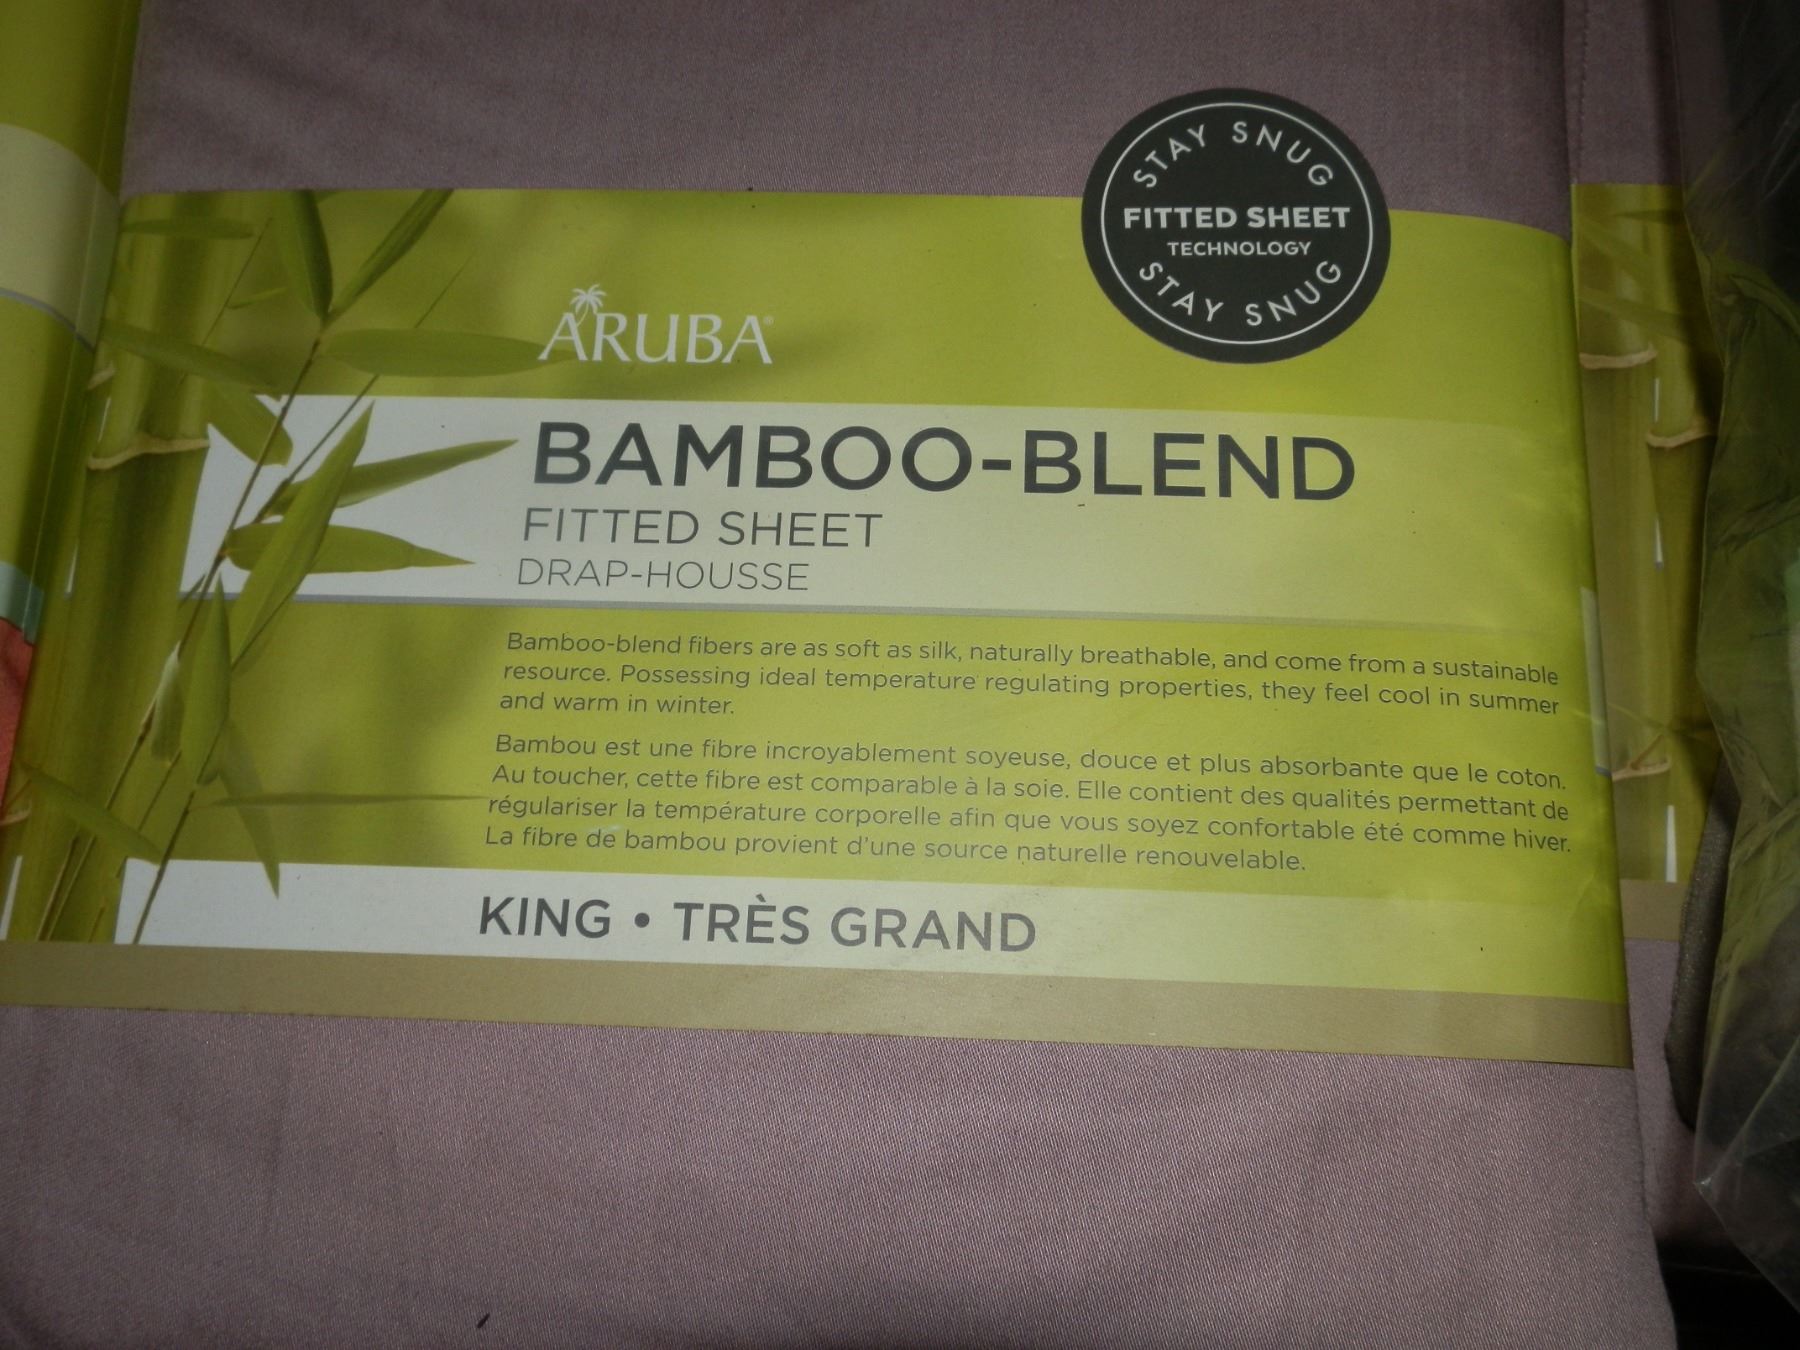 STAY SNUG
FITTED SHEET
TECHNOLOGY
STAY SNUG
ARUBA®
BAMBOO-BLEND
FITTED SHEET
DRAP-HOUSSE
Bamboo-blend fibers are as soft as silk, naturally breathable, and come from a sustainable
resource. Possessing ideal temperature regulating properties, they feel cool in summer
and warm in winter.
Bambou est une fibre incroyablement soyeuse, douce et plus absorbante que le coton.
Au toucher, cette fibre est comparable à la soie. Elle contient des qualités permettant de
régulariser la température corporelle afin que vous soyez confortable été comme hiver.
La fibre de bambou provient d'une source naturelle renouvelable.
KING • TRÈS GRAND